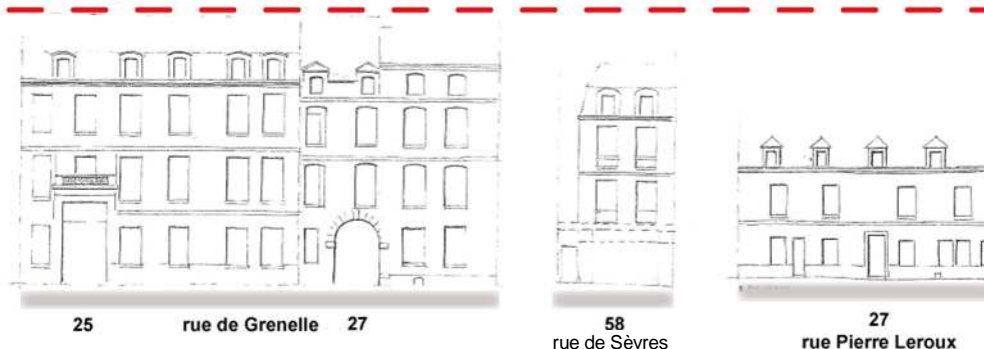 25 rue de Grenelle 27
58
rue de Sèvres
27
rue Pierre Leroux